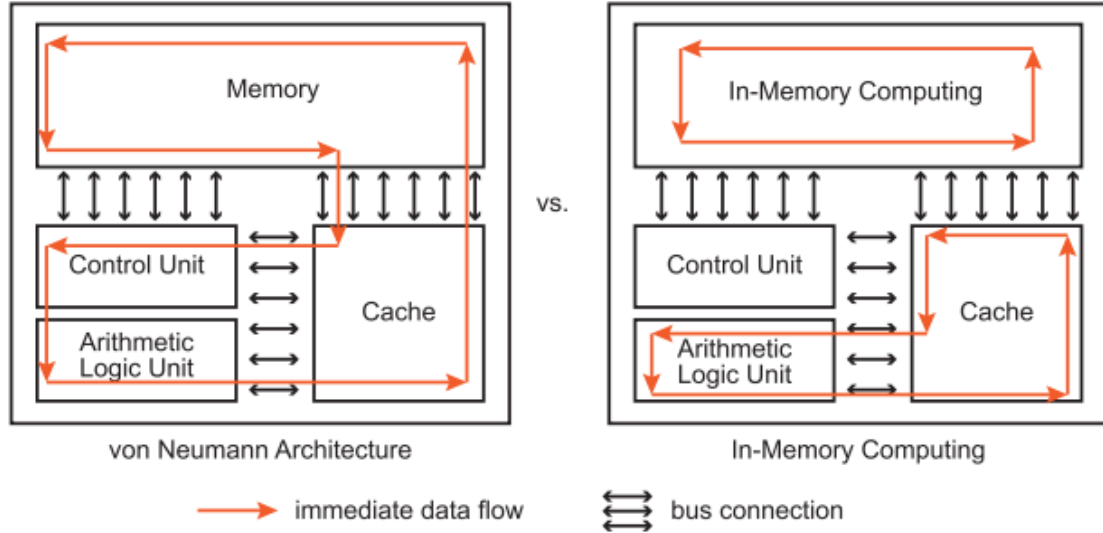 Memory
Control Unit
Arithmetic
Logic Unit
Cache
von Neumann Architecture
vs.
In-Memory Computing
Control Unit
Arithmetic
Logic Unit
Cache
In-Memory Computing
immediate data flow
bus connection